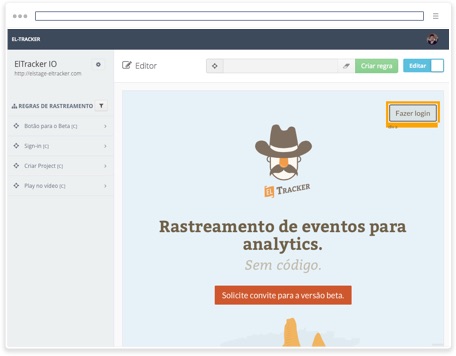 EL-TRACKER
ElTracker IO
http://elstage-eltracker.com
Editor
Criar regra
Editar
REGRAS DE RASTREAMENTO
Botão para o Beta (c)
Sign-in (c)
Criar Project (c)
Play no vídeo (c)
Fazer login
EL TRACKER
Rastreamento de eventos para
analytics.
Sem código.
Solicite convite para a versão beta.